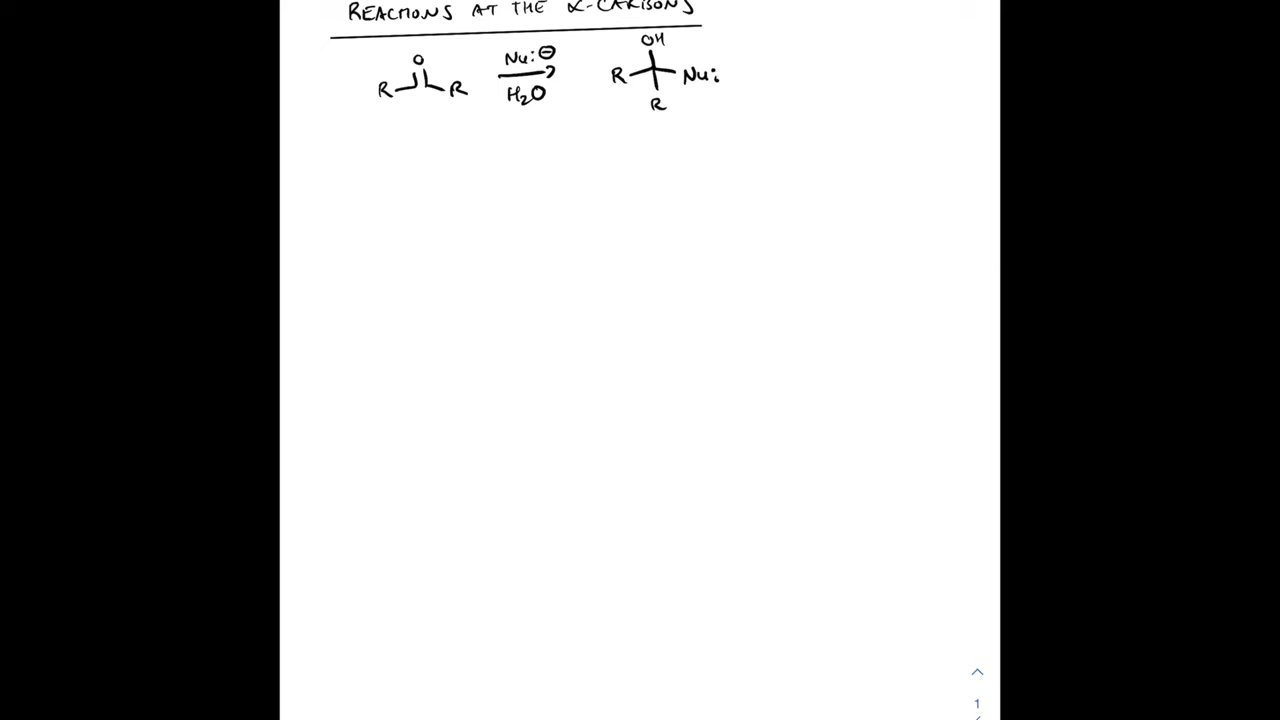 REACTIONS AT THE α-CARBONS
O
R R
Nu:⊖
H₂O
OH
R Nu:
R
1